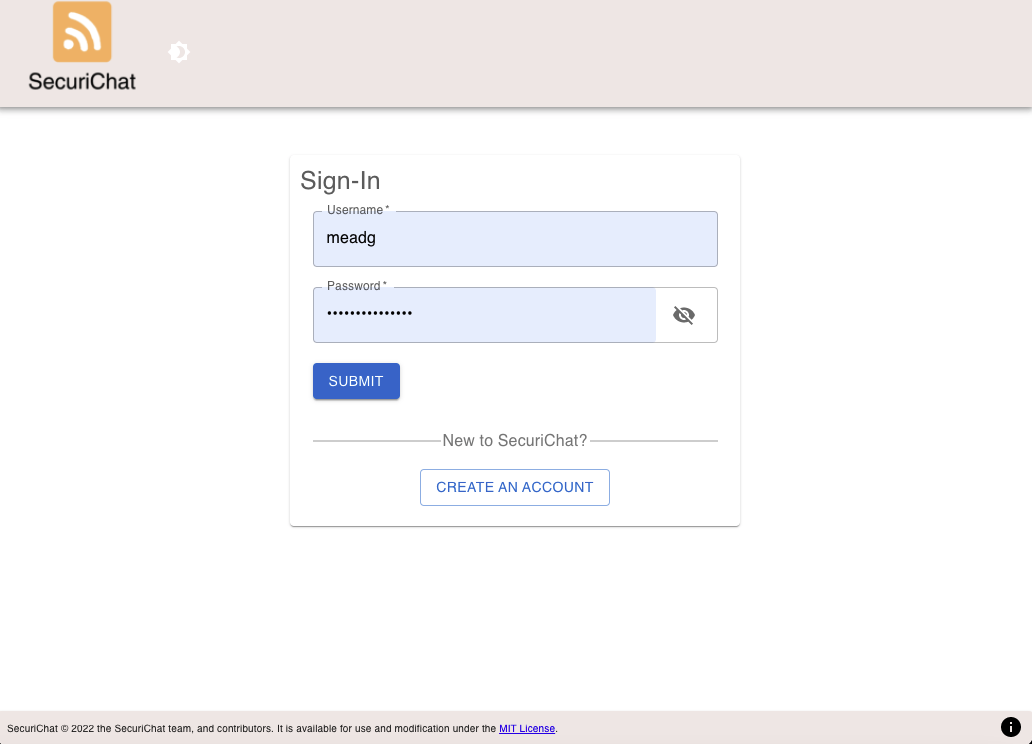 SecuriChat
Sign-In
Username *
meadg
Password *
•••••••••••••••
SUBMIT
New to SecuriChat?
CREATE AN ACCOUNT
SecuriChat © 2022 the SecuriChat team, and contributors. It is available for use and modification under the MIT License.